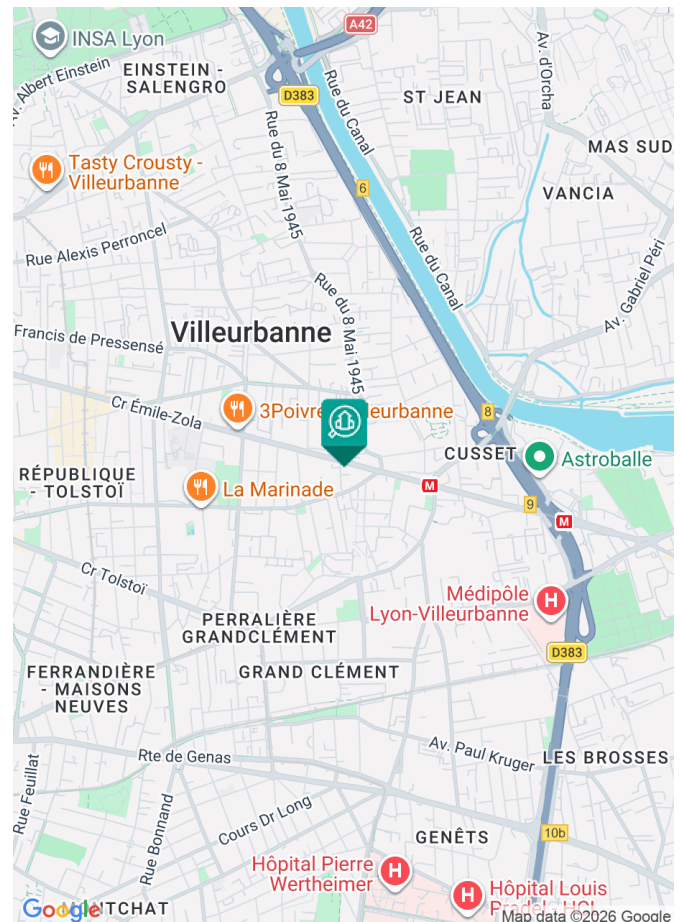 A42
INSA Lyon
Av. Albert Einstein
EINSTEIN -
SALENGRO
D383
Rue du Canal
ST JEAN
Av. d'Orcha
MAS SUD
Tasty Crousty -
Villeurbanne
Rue du 8 Mai 1945
6
VANCIA
Rue Alexis Perroncel
Rue du Canal
Av. Gabriel Péri
Rue du 8 Mai 1945
Francis de Pressensé
Villeurbanne
Cr Émile-Zola
8
CUSSET
Astroballe
RÉPUBLIQUE
- TOLSTOÏ
La Marinade
M
9
M
Cr Tolstoï
Médipôle
Lyon-Villeurbanne
H
PERRALIÈRE
GRANDCLÉMENT
D383
FERRANDIÈRE
- MAISONS
NEUVES
GRAND CLÉMENT
Rte de Genas
Av. Paul Kruger
LES BROSSES
Rue Feuillat
Rue Bonnand
Cours Dr Long
10b
GENÊTS
Hôpital Pierre
Wertheimer
H
H
Hôpital Louis
Google
Map data ©2026 Google